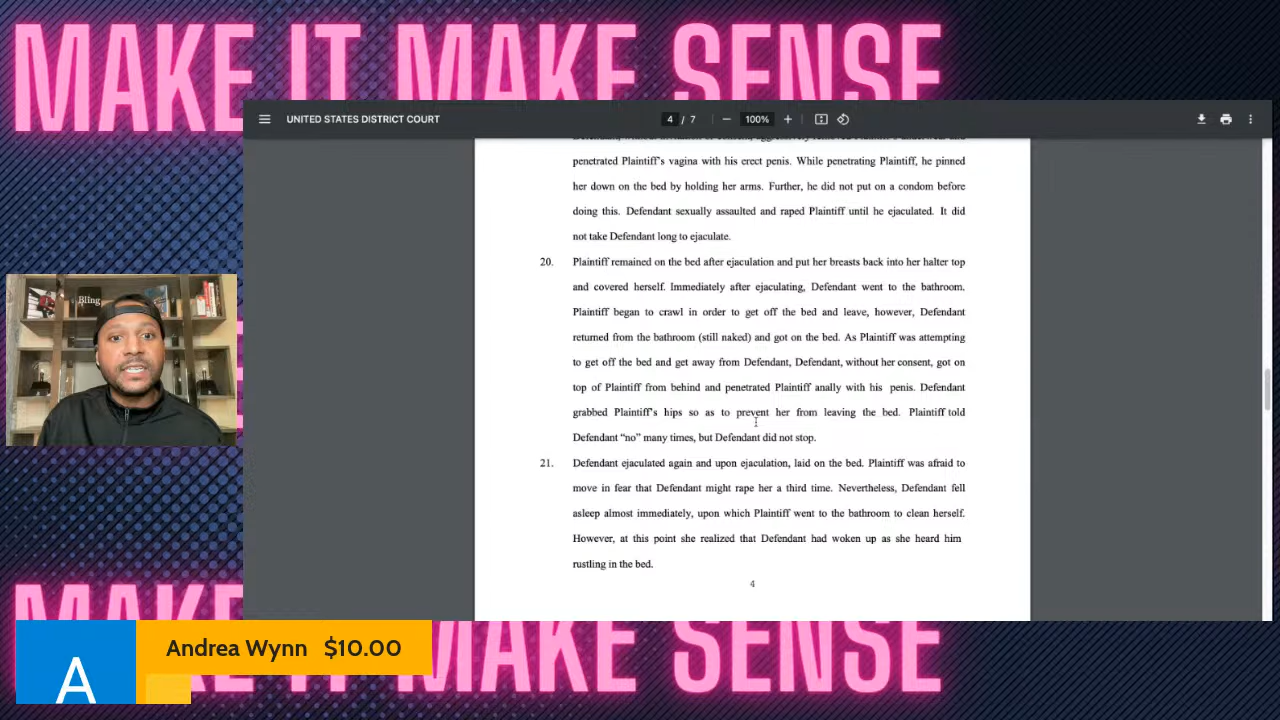 MAKE IT MAKE SENSE
UNITED STATES DISTRICT COURT
4 / 7
100%
penetrated Plaintiff's vagina with his erect penis. While penetrating Plaintiff, he pinned
her down on the bed by holding her arms. Further, he did not put on a condom before
doing this. Defendant sexually assaulted and raped Plaintiff until he ejaculated. It did
not take Defendant long to ejaculate.
20. Plaintiff remained on the bed after ejaculation and put her breasts back into her halter top
and covered herself. Immediately after ejaculating, Defendant went to the bathroom.
Plaintiff began to crawl in order to get off the bed and leave, however, Defendant
returned from the bathroom (still naked) and got on the bed. As Plaintiff was attempting
to get off the bed and get away from Defendant, Defendant, without her consent, got on
top of Plaintiff from behind and penetrated Plaintiff anally with his penis. Defendant
grabbed Plaintiff's hips so as to prevent her from leaving the bed. Plaintiff told
Defendant “no” many times, but Defendant did not stop.
21. Defendant ejaculated again and upon ejaculation, laid on the bed. Plaintiff was afraid to
move in fear that Defendant might rape her a third time. Nevertheless, Defendant fell
asleep almost immediately, upon which Plaintiff went to the bathroom to clean herself.
However, at this point she realized that Defendant had woken up as she heard him
rustling in the bed.
4
Bling
MAKE IT MAKE SENSE
A
Andrea Wynn $10.00